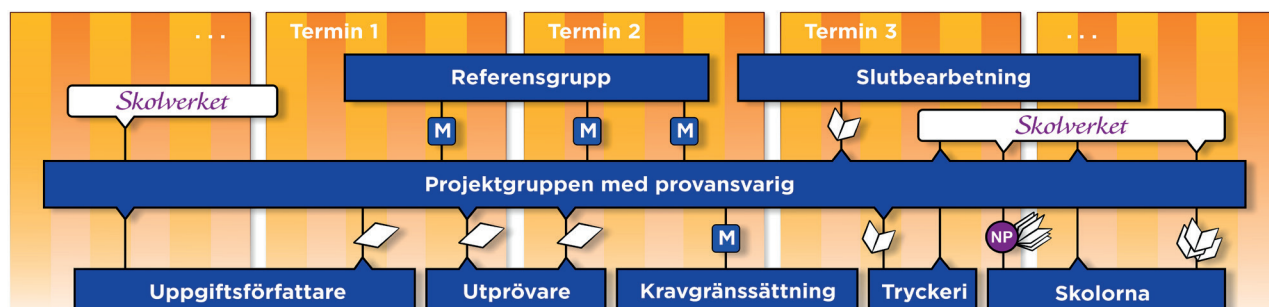 . . .
Termin 1
Termin 2
Termin 3
. . .
Referensgrupp
Slutbearbetning
Skolverket
Skolverket
M
M
M
Projektgruppen med provansvarig
M
NP
Uppgiftsförfattare
Utprövare
Kravgränssättning
Tryckeri
Skolorna